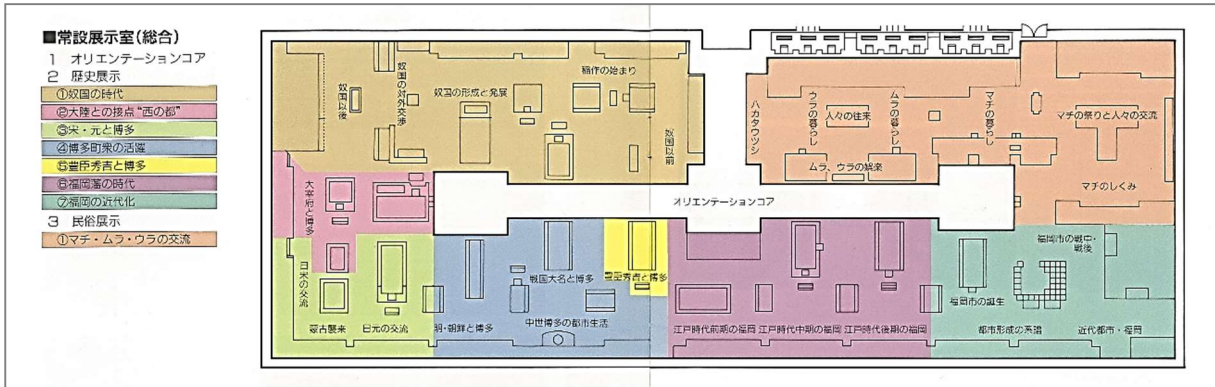 ■常設展示室(総合)
1 オリエンテーションコア
2 歴史展示
①奴国の時代
②大陸との接点“西の都”
③宋・元と博多
④博多町衆の活躍
⑤豊臣秀吉と博多
⑥福岡藩の時代
⑦福岡の近代化
3 民俗展示
①マチ・ムラ・ウラの交流
奴国以後
奴国の対外交渉
奴国の形成と発展
稲作の始まり
奴国以前
ハカタウツシ
ウラの暮らし
人々の往来
ムラの暮らし
マチの暮らし
マチの祭りと人々の交流
ムラ、ウラの娯楽
マチのしくみ
大宰府と博多
オリエンテーションコア
日宋の交流
蒙古襲来
日元の交流
明・朝鮮と博多
戦国大名と博多
中世博多の都市生活
豊臣秀吉と博多
江戸時代前期の福岡
江戸時代中期の福岡
江戸時代後期の福岡
福岡市の誕生
福岡市の戦中・
戦後
都市形成の系譜
近代都市・福岡